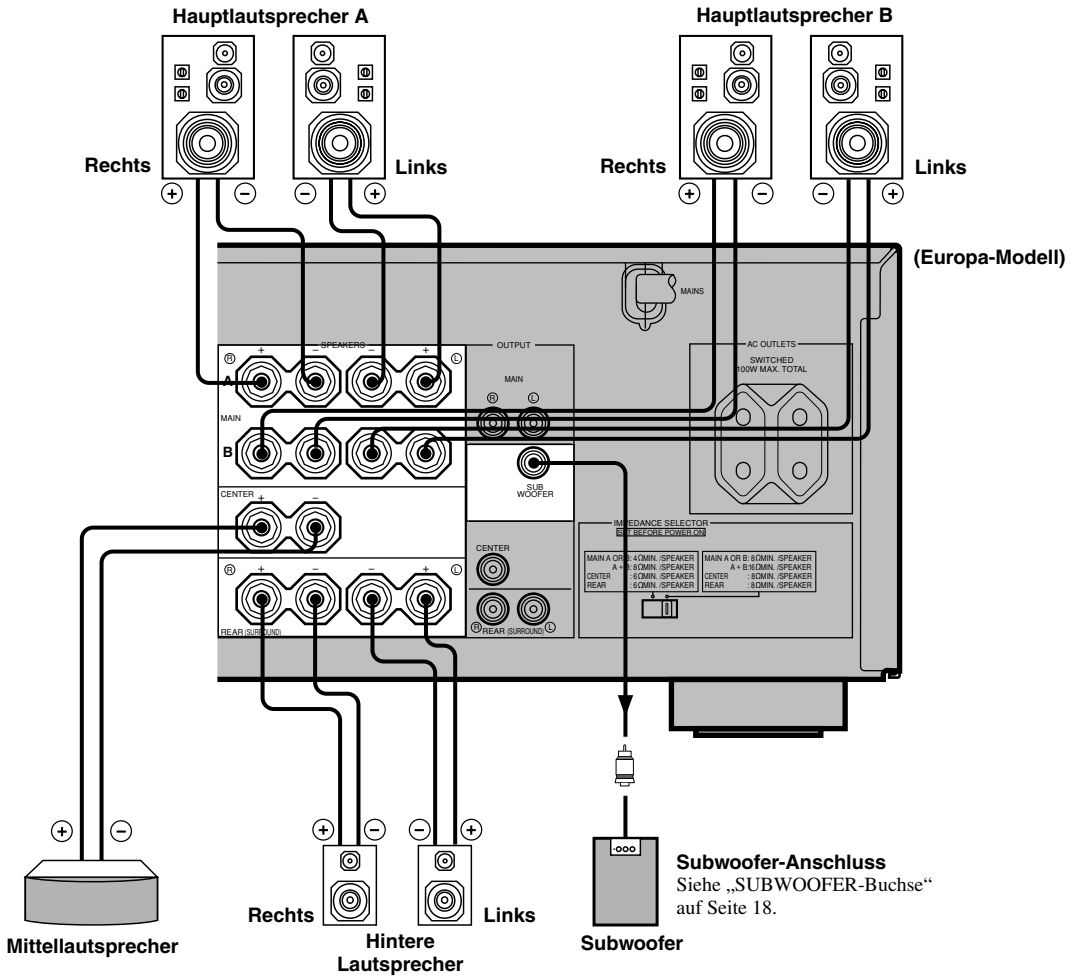 Hauptlautsprecher A
Hauptlautsprecher B
Rechts
Links
Rechts
Links
+ − − + + − − +
(Europa-Modell)
MAINS
SPEAKERS
OUTPUT
AC OUTLETS
SWITCHED
100W MAX. TOTAL
R + − − + L
A
MAIN
R L
MAIN
B
SUB
WOOFER
CENTER
+ −
IMPEDANCE SELECTOR
SET BEFORE POWER ON
CENTER
MAIN A OR B: 4ΩMIN. /SPEAKER
A + B: 8ΩMIN. /SPEAKER
CENTER : 6ΩMIN. /SPEAKER
REAR : 6ΩMIN. /SPEAKER
MAIN A OR B: 8ΩMIN. /SPEAKER
A + B:16ΩMIN. /SPEAKER
CENTER : 8ΩMIN. /SPEAKER
REAR : 8ΩMIN. /SPEAKER
R + − − + L
REAR (SURROUND)
R REAR (SURROUND) L
+ − + − − +
Rechts
Links
Mittellautsprecher
Hintere
Lautsprecher
Subwoofer
Subwoofer-Anschluss
Siehe „SUBWOOFER-Buchse“
auf Seite 18.